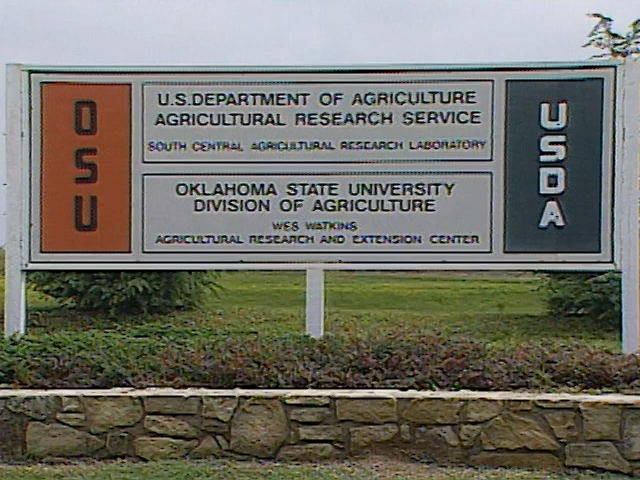 OSU
U.S.DEPARTMENT OF AGRICULTURE
AGRICULTURAL RESEARCH SERVICE
SOUTH CENTRAL AGRICULTURAL RESEARCH LABORATORY
OKLAHOMA STATE UNIVERSITY
DIVISION OF AGRICULTURE
WES WATKINS
AGRICULTURAL RESEARCH AND EXTENSION CENTER
USDA